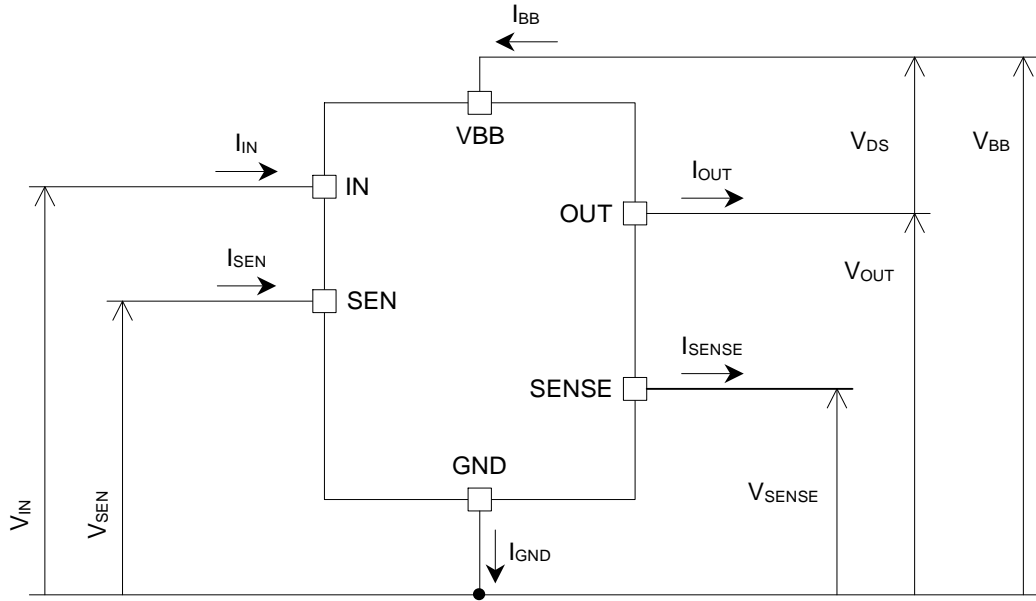 IBB
VBB
IIN
IN
VDS
VBB
IOUT
OUT
ISEN
SEN
VOUT
ISENSE
SENSE
GND
VIN
VSEN
VSENSE
IGND